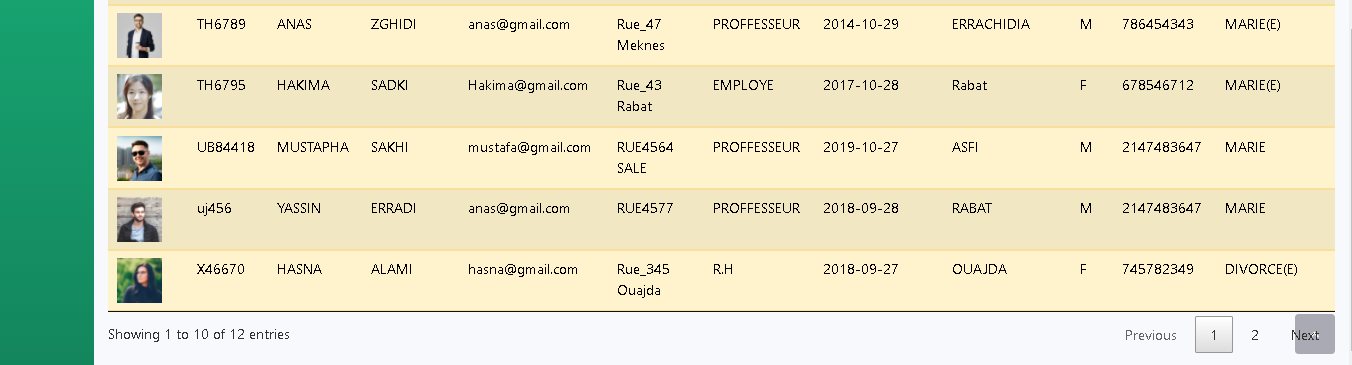 TH6789 ANAS ZGHIDI anas@gmail.com Rue_47 PROFFESSEUR 2014-10-29 ERRACHIDIA M 786454343 MARIE(E)
Meknes
TH6795 HAKIMA SADKI Hakima@gmail.com Rue_43 EMPLOYE 2017-10-28 Rabat F 678546712 MARIE(E)
Rabat
UB84418 MUSTAPHA SAKHI mustafa@gmail.com RUE4564 PROFFESSEUR 2019-10-27 ASFI M 2147483647 MARIE
SALE
uj456 YASSIN ERRADI anas@gmail.com RUE4577 PROFFESSEUR 2018-09-28 RABAT M 2147483647 MARIE
X46670 HASNA ALAMI hasna@gmail.com Rue_345 R.H 2018-09-27 OUAJDA F 745782349 DIVORCE(E)
Ouajda
Showing 1 to 10 of 12 entries Previous 1 2 Next